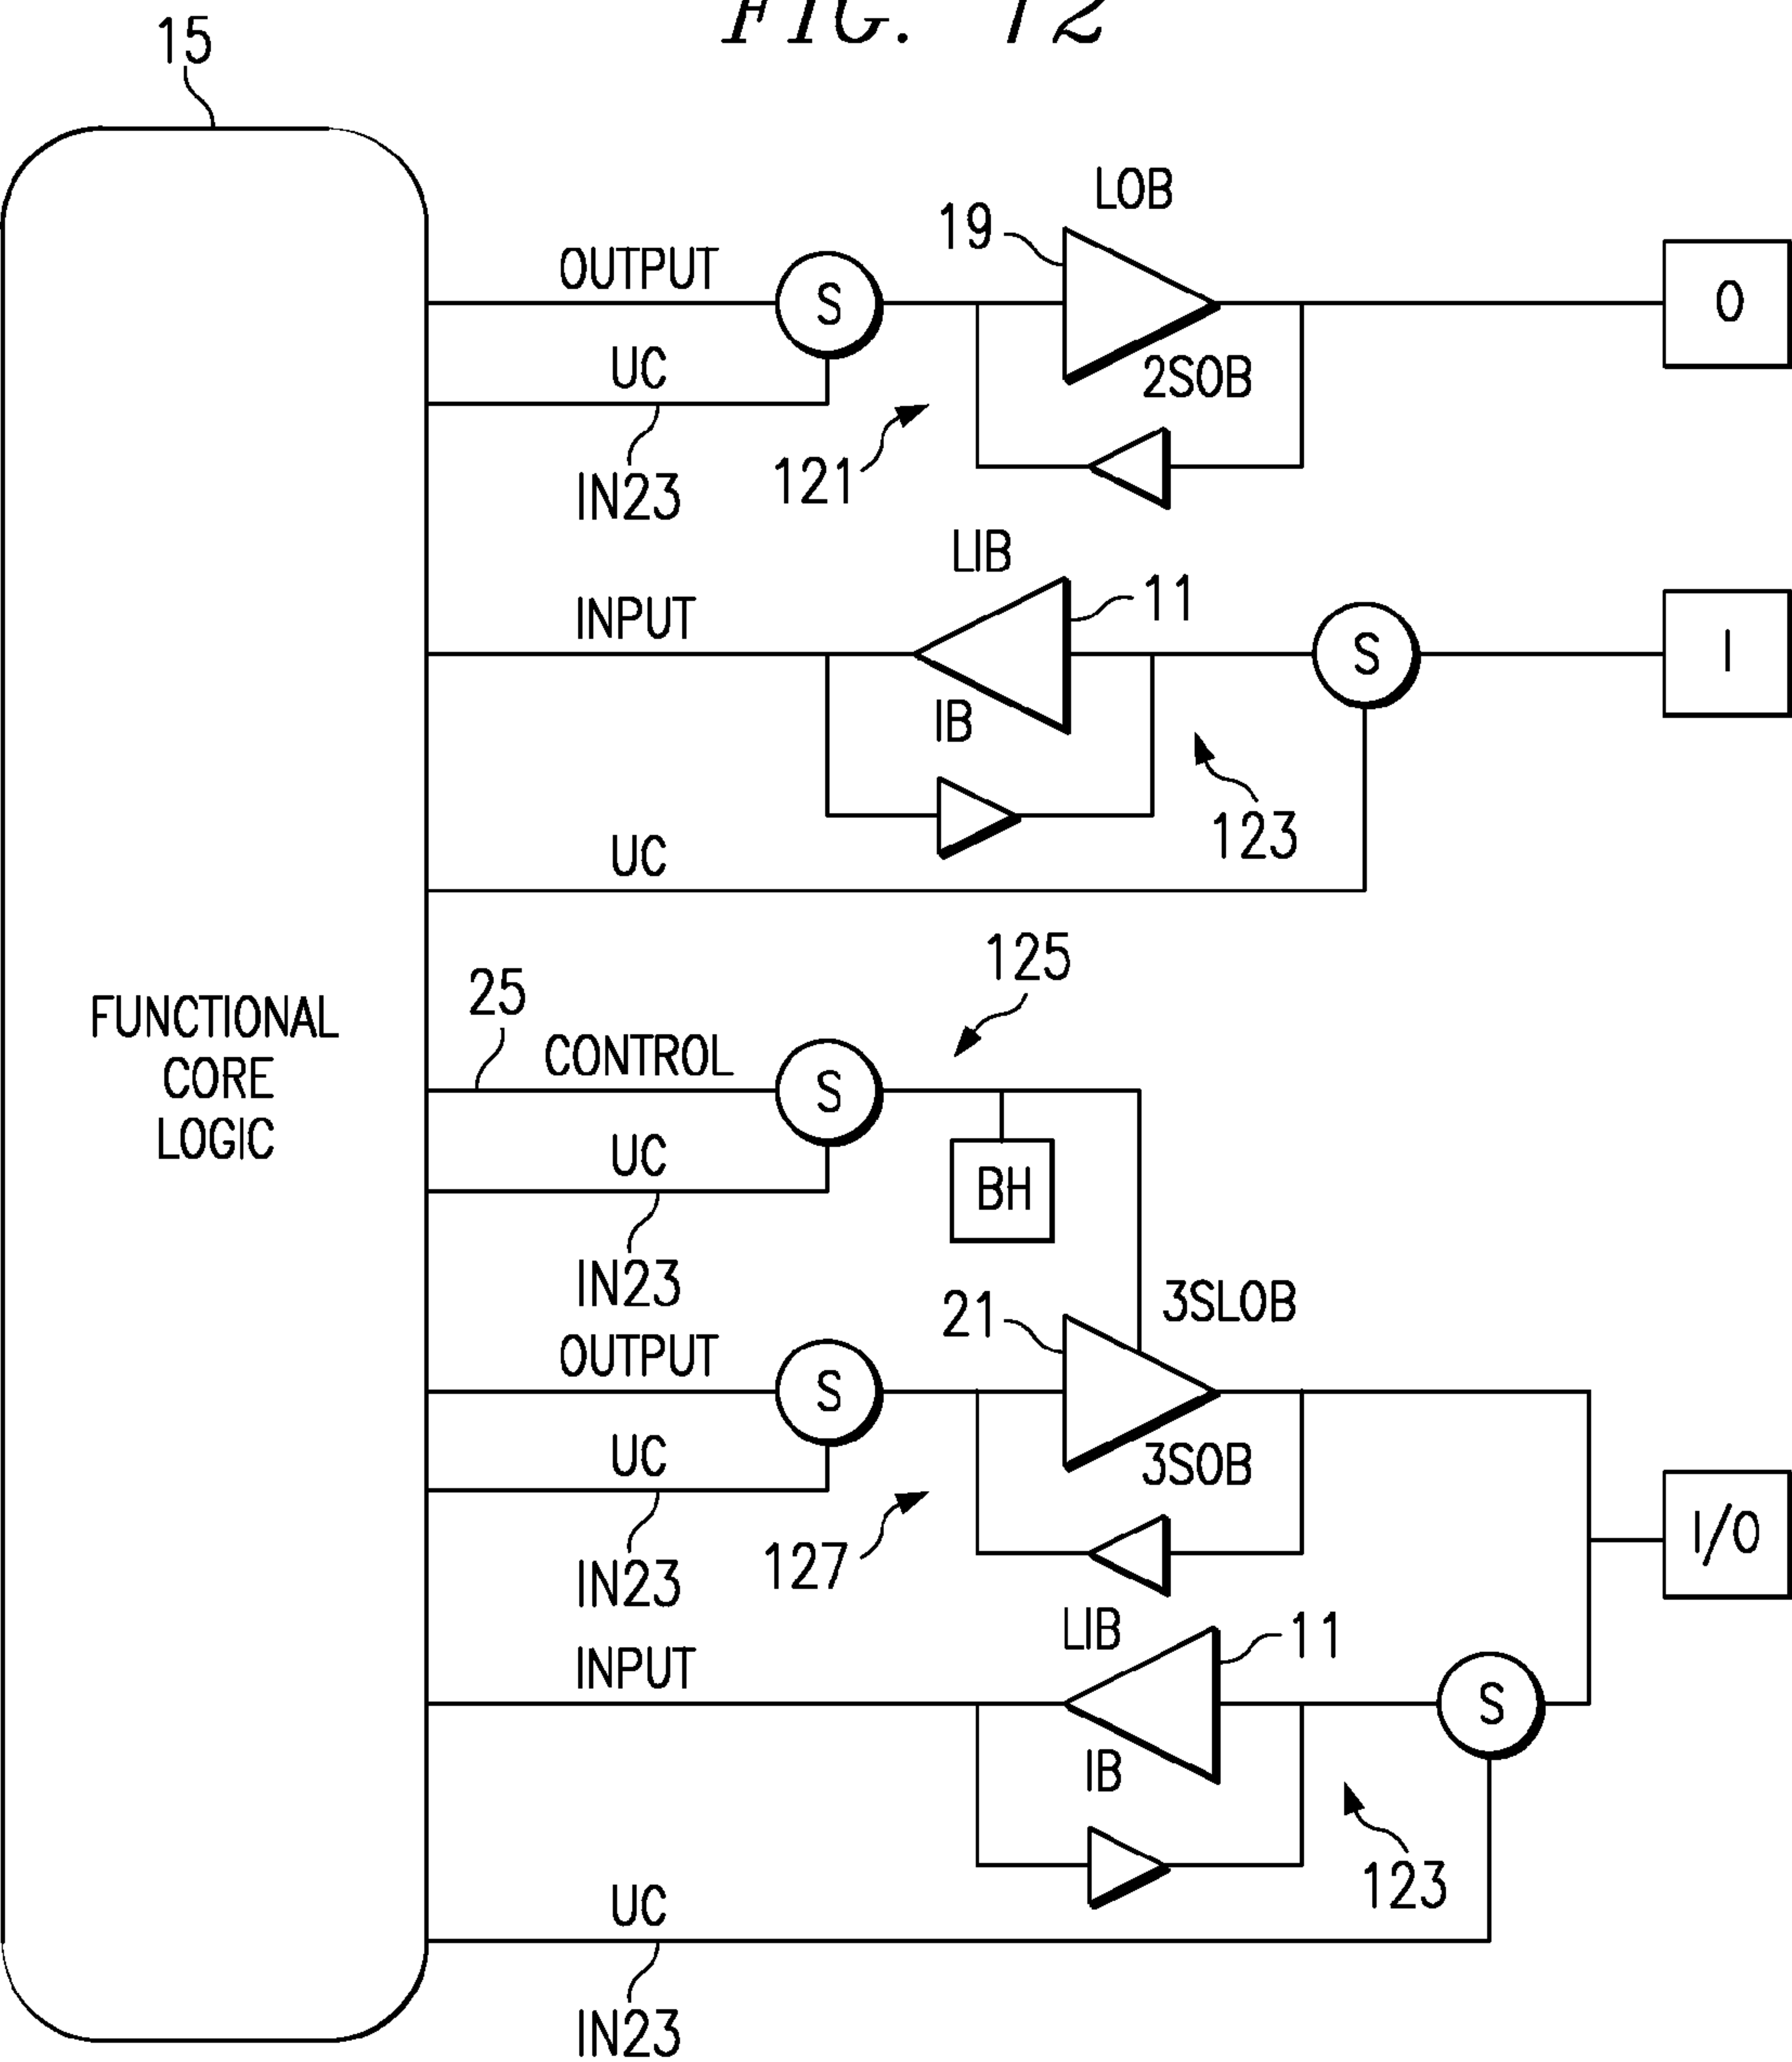 FIG. 12
15
LOB
19
OUTPUT
S
O
UC
2SOB
121
IN23
LIB
11
INPUT
S
I
IB
123
UC
125
25
CONTROL
S
FUNCTIONAL
CORE
LOGIC
UC
BH
IN23
3SLOB
21
OUTPUT
S
UC
3SOB
127
IN23
I/O
LIB
11
INPUT
S
IB
123
UC
IN23